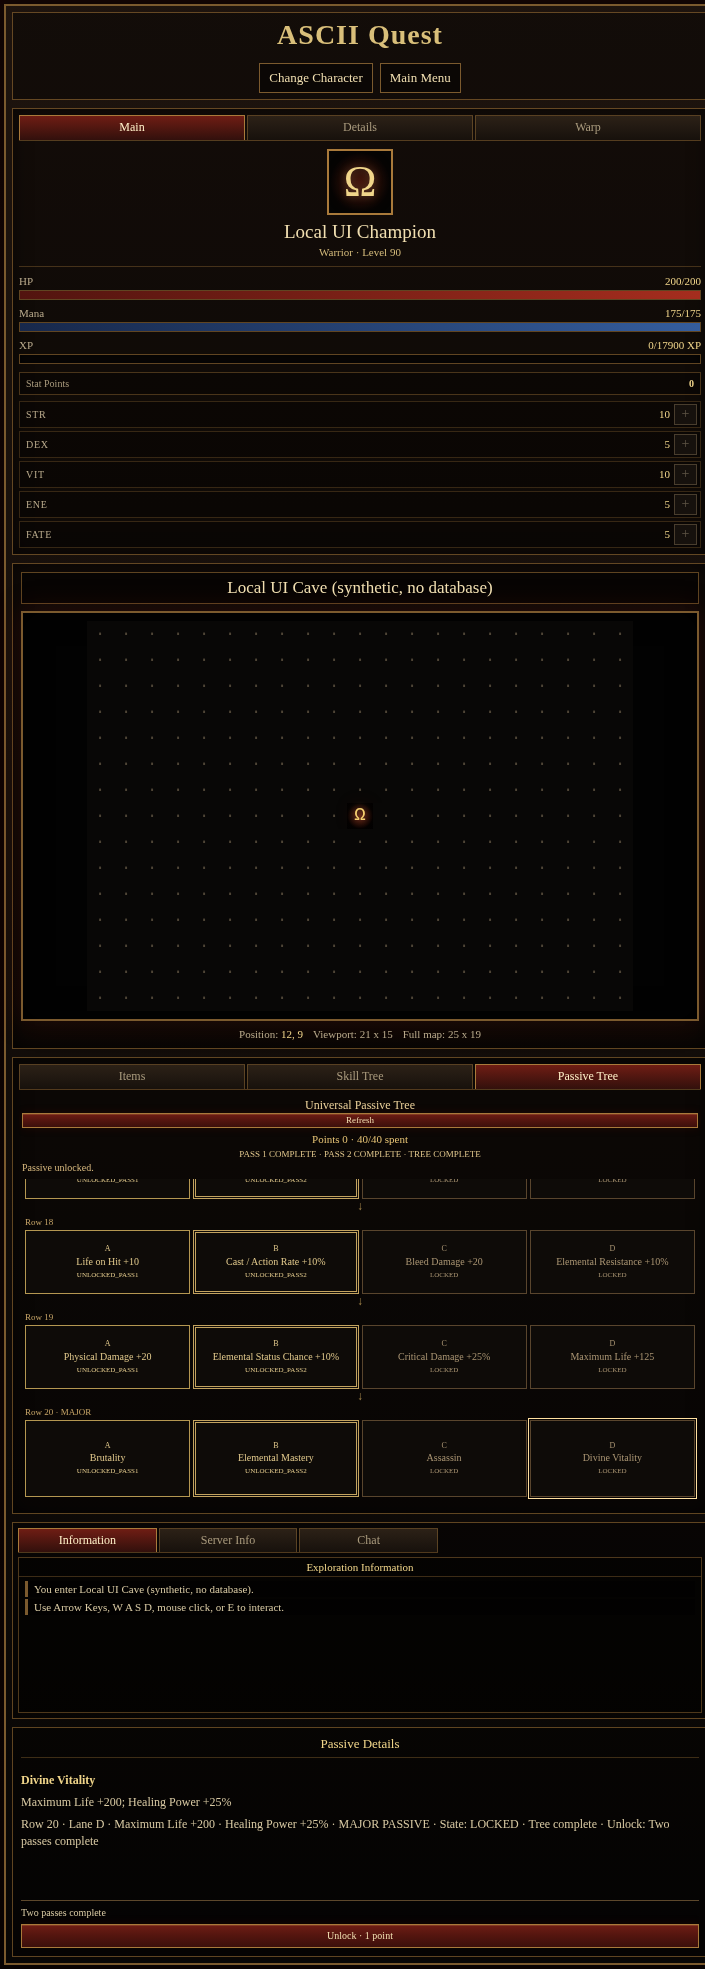 ASCII Quest
Change Character Main Menu
Main Details Warp
Ω
Local UI Champion
Warrior · Level 90
HP 200/200
Mana 175/175
XP 0/17900 XP
Stat Points 0
STR 10 +
DEX 5 +
VIT 10 +
ENE 5 +
FATE 5 +
Local UI Cave (synthetic, no database)
Ω
Position: 12, 9 Viewport: 21 x 15 Full map: 25 x 19
Items Skill Tree Passive Tree
Universal Passive Tree
Refresh
Points 0 · 40/40 spent
PASS 1 COMPLETE · PASS 2 COMPLETE · TREE COMPLETE
Passive unlocked.
UNLOCKED_PASS1 UNLOCKED_PASS2 LOCKED LOCKED
↓
Row 18
A B C D
Life on Hit +10 Cast / Action Rate +10% Bleed Damage +20 Elemental Resistance +10%
UNLOCKED_PASS1 UNLOCKED_PASS2 LOCKED LOCKED
↓
Row 19
A B C D
Physical Damage +20 Elemental Status Chance +10% Critical Damage +25% Maximum Life +125
UNLOCKED_PASS1 UNLOCKED_PASS2 LOCKED LOCKED
↓
Row 20 · MAJOR
A B C D
Brutality Elemental Mastery Assassin Divine Vitality
UNLOCKED_PASS1 UNLOCKED_PASS2 LOCKED LOCKED
Information Server Info Chat
Exploration Information
You enter Local UI Cave (synthetic, no database).
Use Arrow Keys, W A S D, mouse click, or E to interact.
Passive Details
Divine Vitality
Maximum Life +200; Healing Power +25%
Row 20 · Lane D · Maximum Life +200 · Healing Power +25% · MAJOR PASSIVE · State: LOCKED · Tree complete · Unlock: Two
passes complete
Two passes complete
Unlock · 1 point